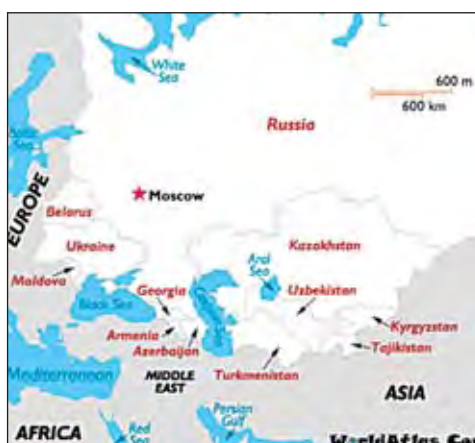 White
Sea
600 m
600 km
Russia
Sea
Moscow
EUROPE
Belarus
Ukraine
Kazakhstan
Aral
Sea
Moldova
Georgia
Uzbekistan
Black Sea
Armenia
Kyrgyzstan
Azerbaijan
Tajikistan
Mediterranean
MIDDLE
EAST
Turkmenistan
ASIA
Persian
Gulf
AFRICA
Red
Sea